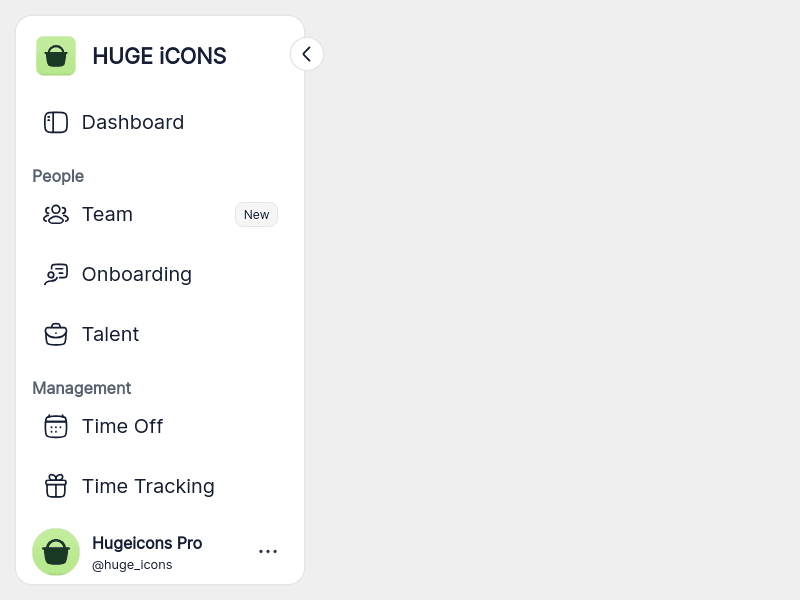 HUGE iCONS
Dashboard
People
Team New
Onboarding
Talent
Management
Time Off
Time Tracking
Hugeicons Pro
@huge_icons